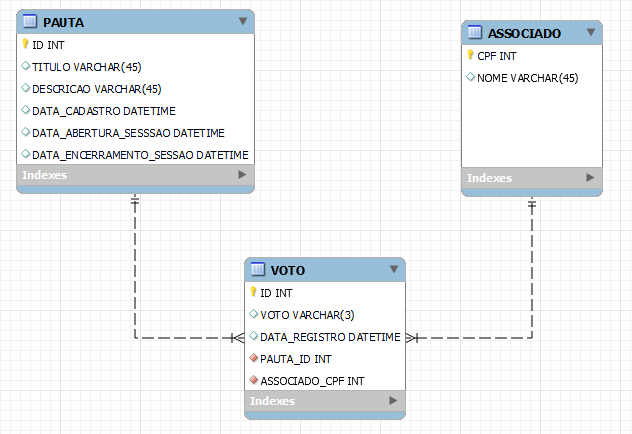 PAUTA
ID INT
TITULO VARCHAR(45)
DESCRICAO VARCHAR(45)
DATA_CADASTRO DATETIME
DATA_ABERTURA_SESSSAO DATETIME
DATA_ENCERRAMENTO_SESSAO DATETIME
Indexes
ASSOCIADO
CPF INT
NOME VARCHAR(45)
Indexes
VOTO
ID INT
VOTO VARCHAR(3)
DATA_REGISTRO DATETIME
PAUTA_ID INT
ASSOCIADO_CPF INT
Indexes